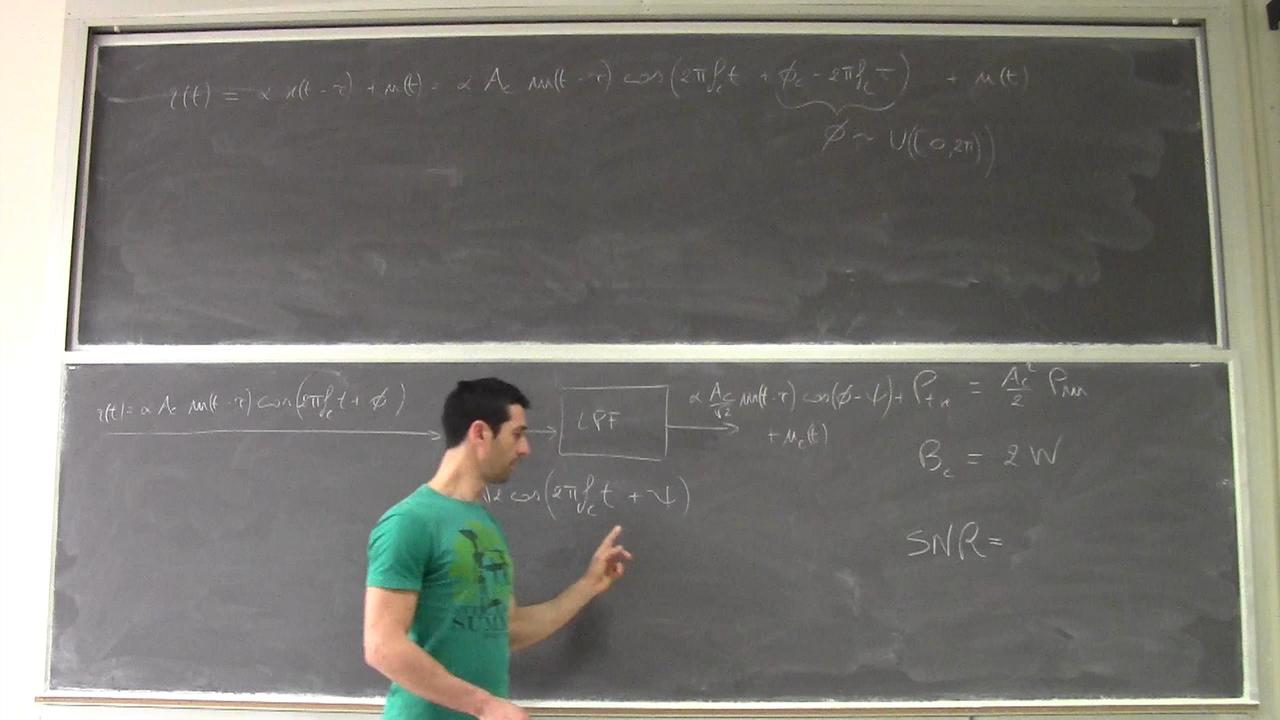 r(t) = α x(t - τ) + n(t) = α A_c m(t - τ) cos(2πf_c t + ϕ_c - 2πf_c τ) + n(t)
ϕ ~ U([0,2π))
r(t) = α A_c m(t - τ) cos(2πf_c t + ϕ)
LPF
α A_c/√2 m(t - τ) cos(ϕ - ψ) +
+ n_c(t)
√2 cos(2πf_c t + ψ)
P_tx = A_c²/2 P_m
B_c = 2W
SNR =
SUMM